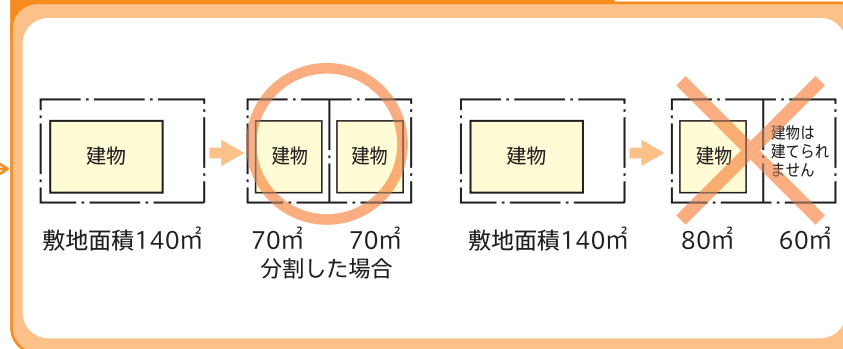 建物
建物
建物
建物
建物
建物は
建てられ
ません
敷地面積140㎡
70㎡
70㎡
敷地面積140㎡
80㎡
60㎡
分割した場合